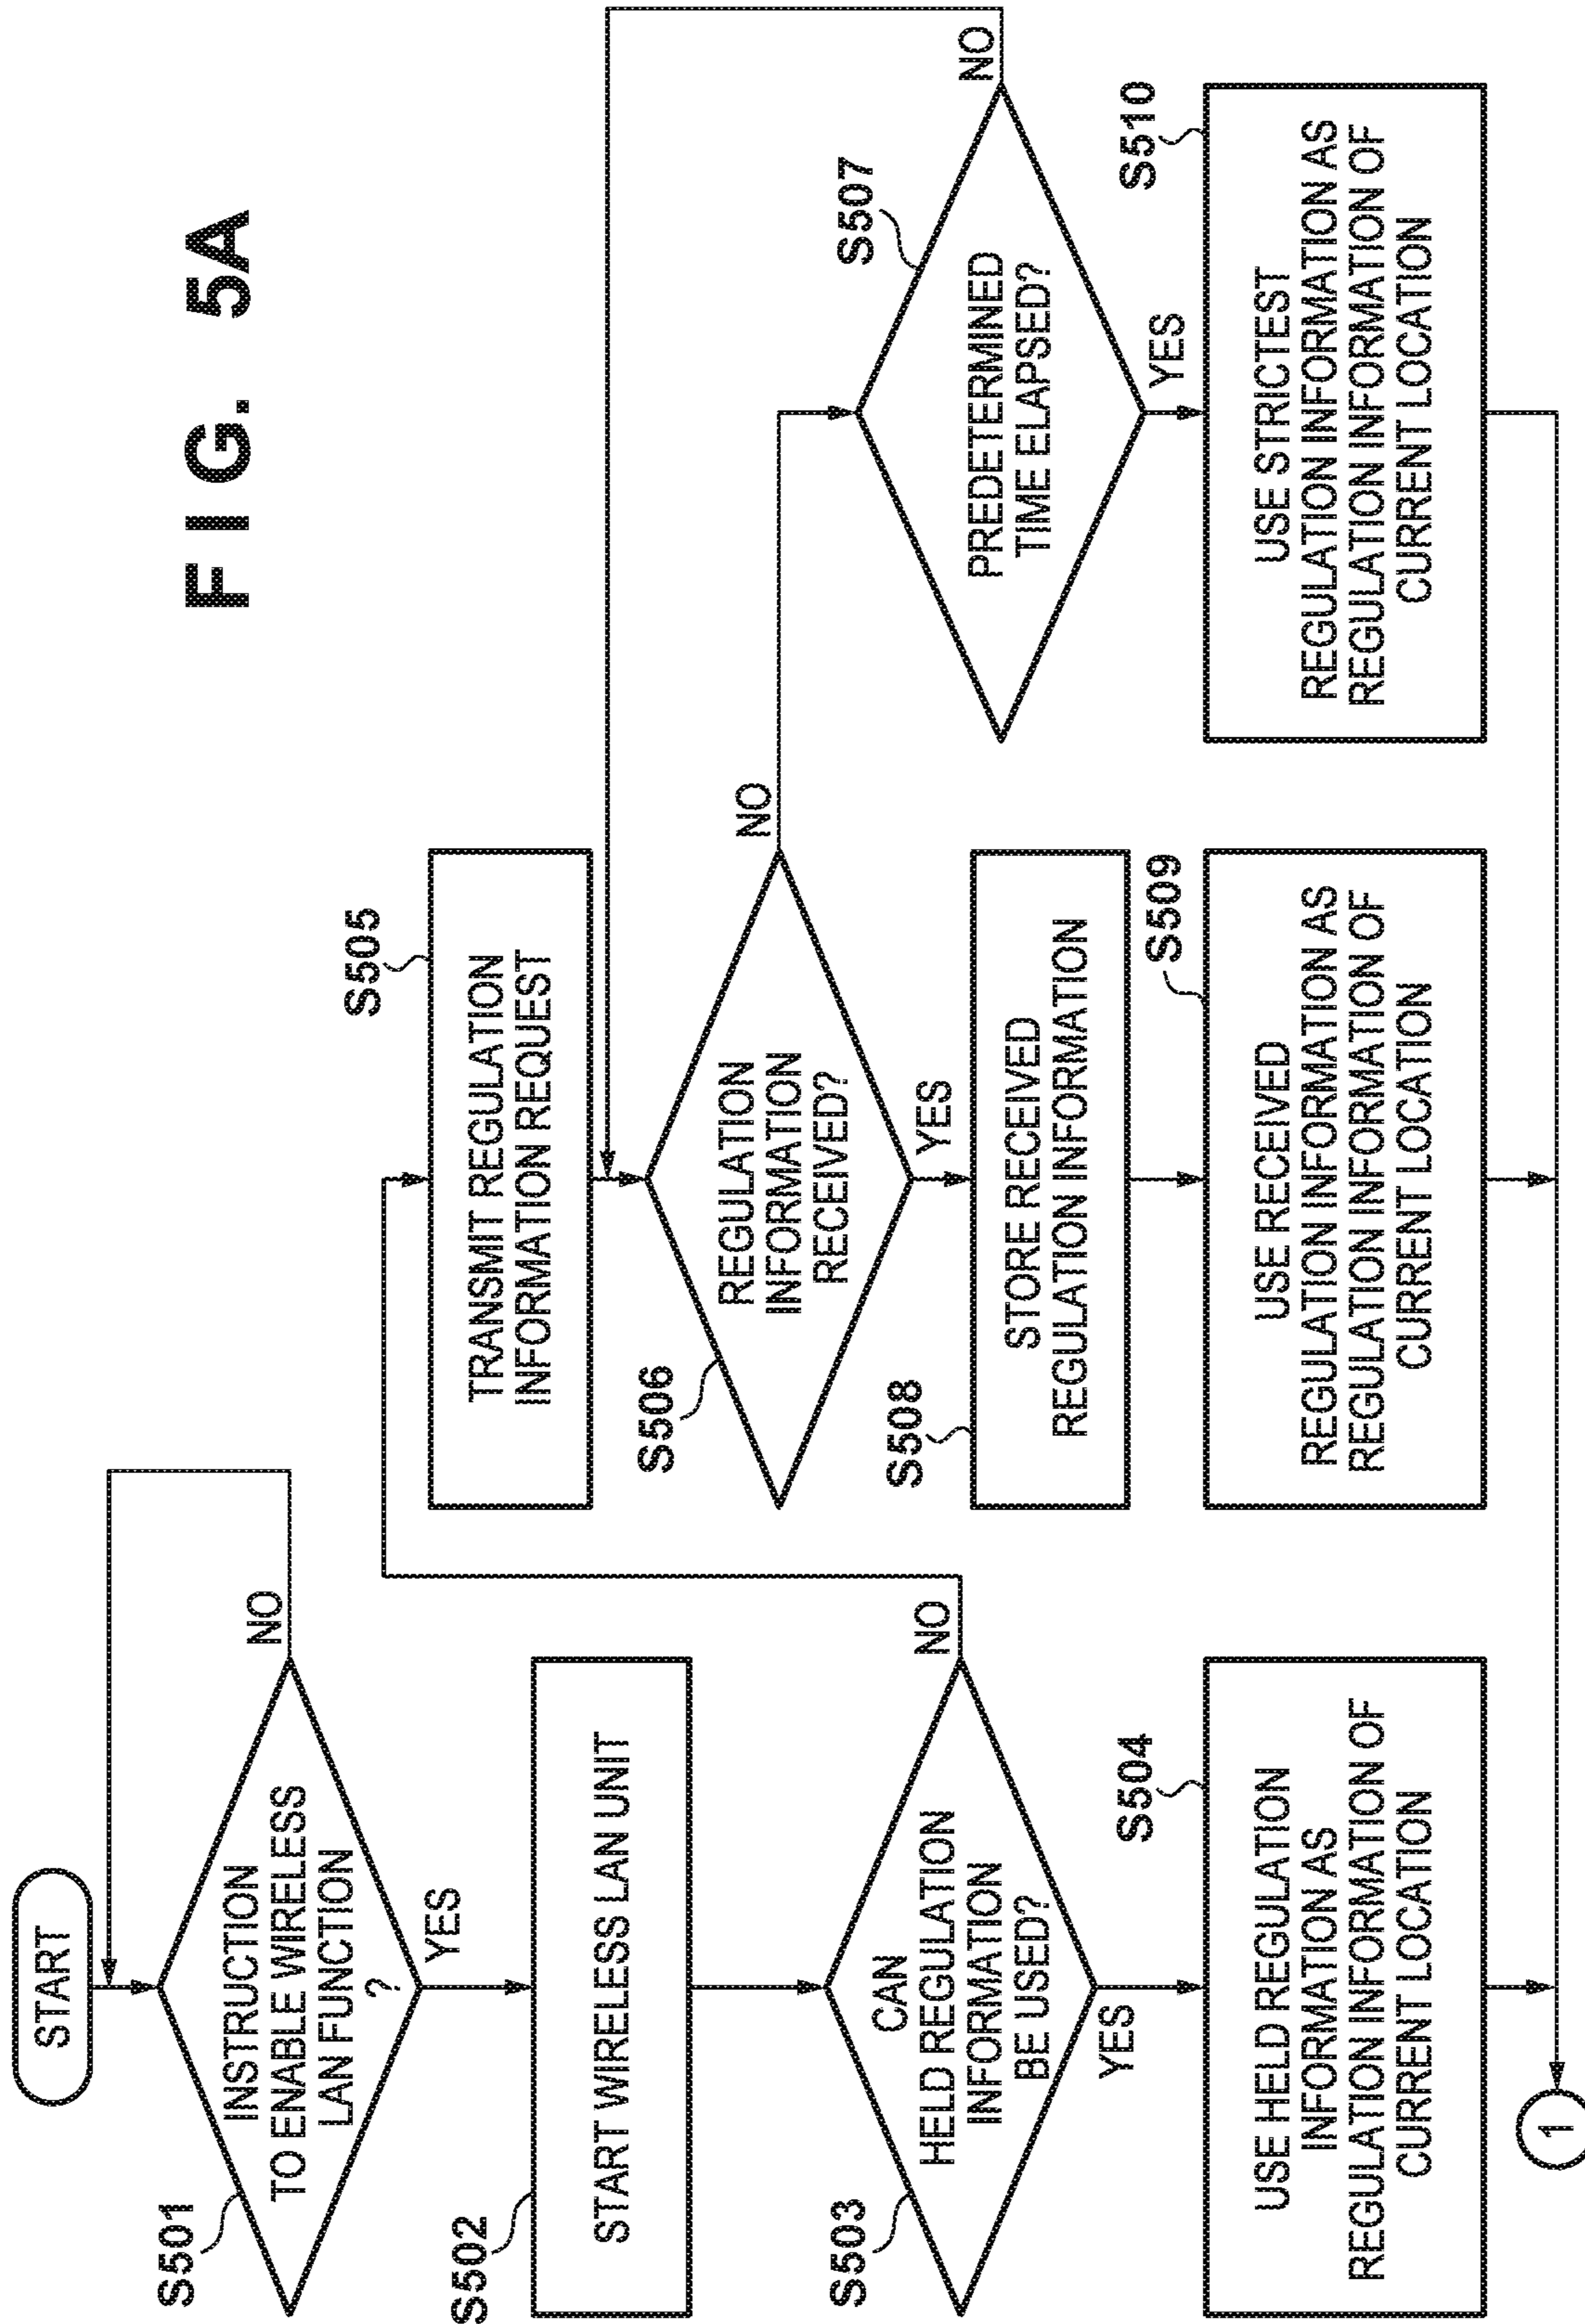 FIG. 5A
START
S501
INSTRUCTION
TO ENABLE WIRELESS
LAN FUNCTION
?
NO
YES
S502
START WIRELESS LAN UNIT
S503
CAN
HELD REGULATION
INFORMATION
BE USED?
NO
YES
S504
USE HELD REGULATION
INFORMATION AS
REGULATION INFORMATION OF
CURRENT LOCATION
S505
TRANSMIT REGULATION
INFORMATION REQUEST
S506
REGULATION
INFORMATION
RECEIVED?
NO
YES
S507
PREDETERMINED
TIME ELAPSED?
NO
YES
S508
STORE RECEIVED
REGULATION INFORMATION
S509
USE RECEIVED
REGULATION INFORMATION AS
REGULATION INFORMATION OF
CURRENT LOCATION
S510
USE STRICTEST
REGULATION INFORMATION AS
REGULATION INFORMATION OF
CURRENT LOCATION
1